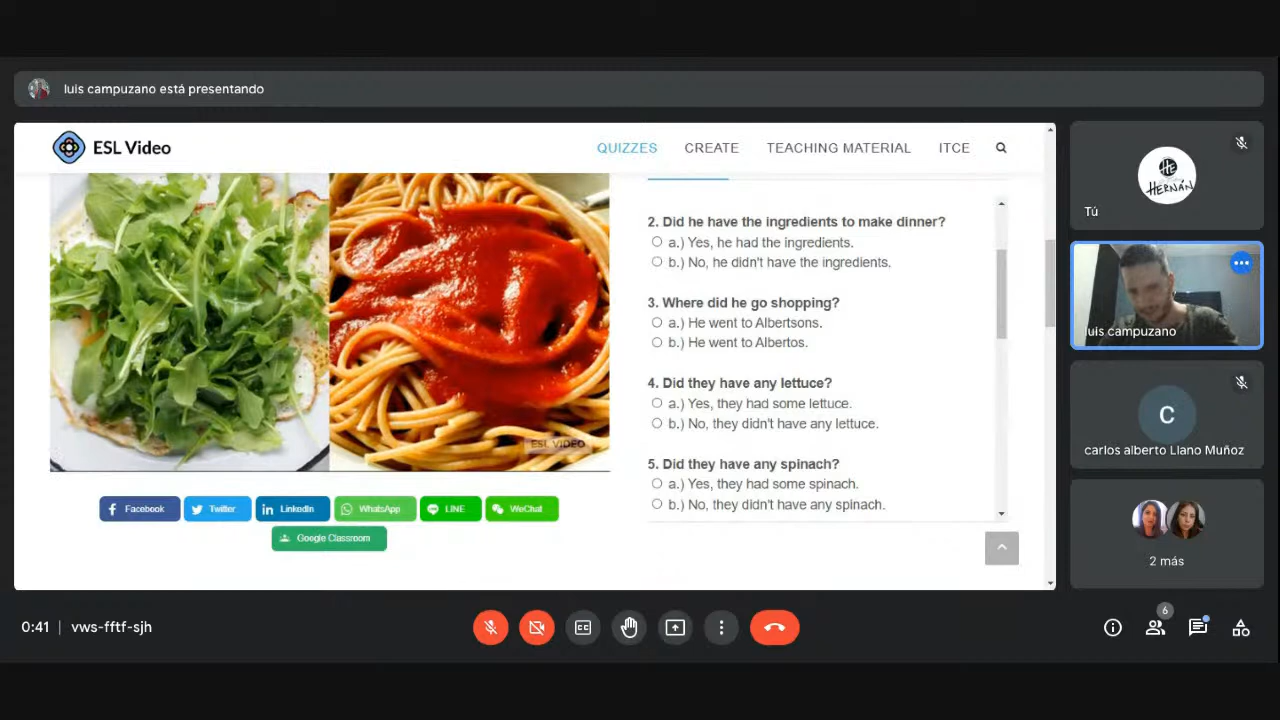 luis campuzano está presentando
ESL Video
QUIZZES
CREATE
TEACHING MATERIAL
ITCE
2. Did he have the ingredients to make dinner?
a.) Yes, he had the ingredients.
b.) No, he didn't have the ingredients.
3. Where did he go shopping?
a.) He went to Albertsons.
b.) He went to Albertos.
4. Did they have any lettuce?
a.) Yes, they had some lettuce.
b.) No, they didn't have any lettuce.
5. Did they have any spinach?
a.) Yes, they had some spinach.
b.) No, they didn't have any spinach.
ESL VIDEO
Facebook
Twitter
LinkedIn
WhatsApp
LINE
WeChat
Google Classroom
He
HERNÁN
Tú
luis campuzano
C
carlos alberto Llano Muñoz
2 más
0:41 | vws-fftf-sjh
CC
6